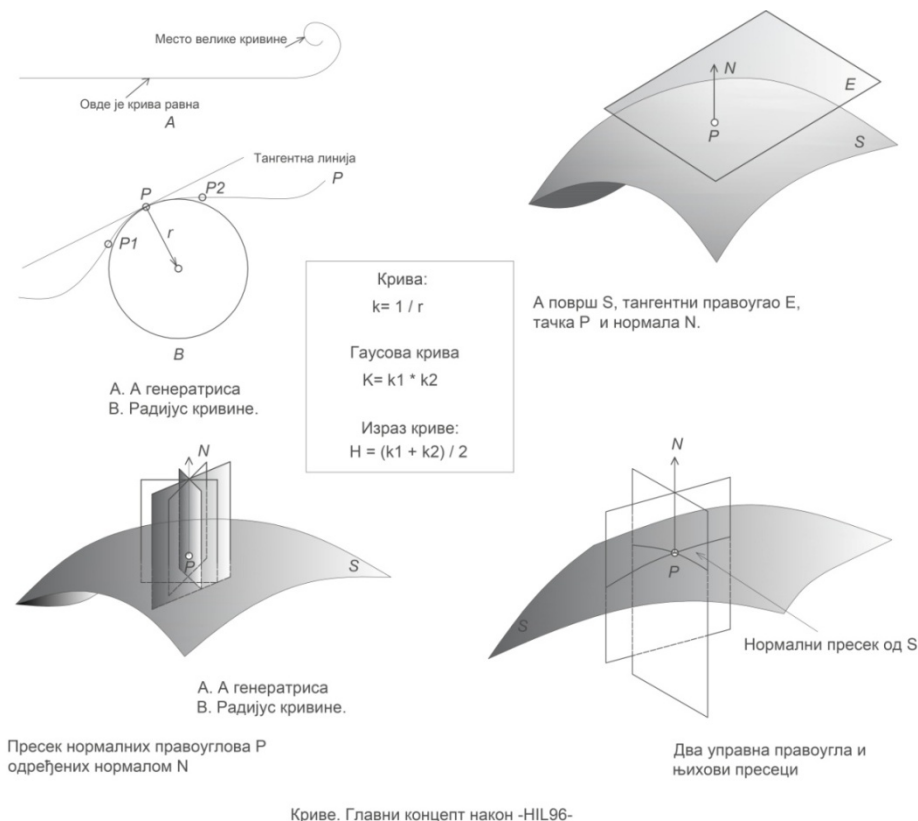 Место велике кривине
Овде је крива равна
A
Тангентна линија
P
P2
P
P1
r
B
А. А генератриса
В. Радијус кривине.
N
E
P
S
А површ S, тангентни правоугао E,
тачка P и нормала N.
Крива:
k= 1 / r
Гаусова крива
K= k1 * k2
Израз криве:
H = (k1 + k2) / 2
N
P
S
А. А генератриса
В. Радијус кривине.
Пресек нормалних правоуглова P
одређених нормалом N
N
P
S
Нормални пресек од S
Два управна правоугла и
њихови пресеци
Криве. Главни концепт након -HIL96-